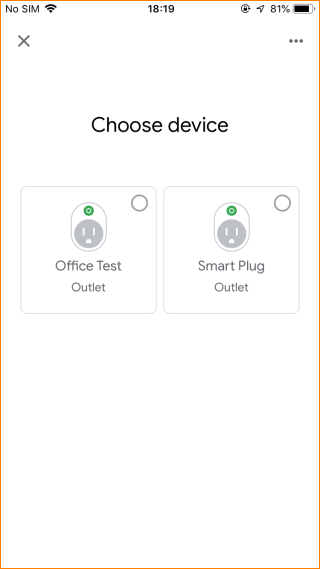 No SIM 18:19 81%
Choose device
Office Test Smart Plug
Outlet Outlet